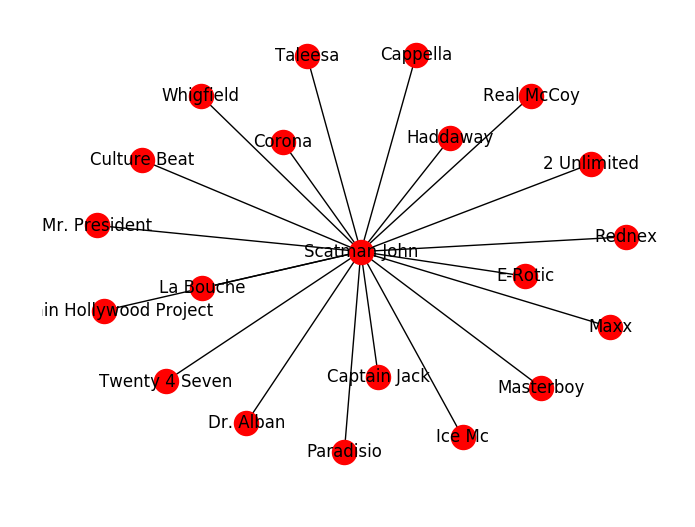 Taleesa
Cappella
Whigfield
Real McCoy
Corona
Haddaway
Culture Beat
2 Unlimited
Mr. President
Rednex
Scatman John
E-Rotic
La Bouche
in Hollywood Project
Maxx
Captain Jack
Twenty 4 Seven
Masterboy
Dr. Alban
Ice Mc
Paradisio